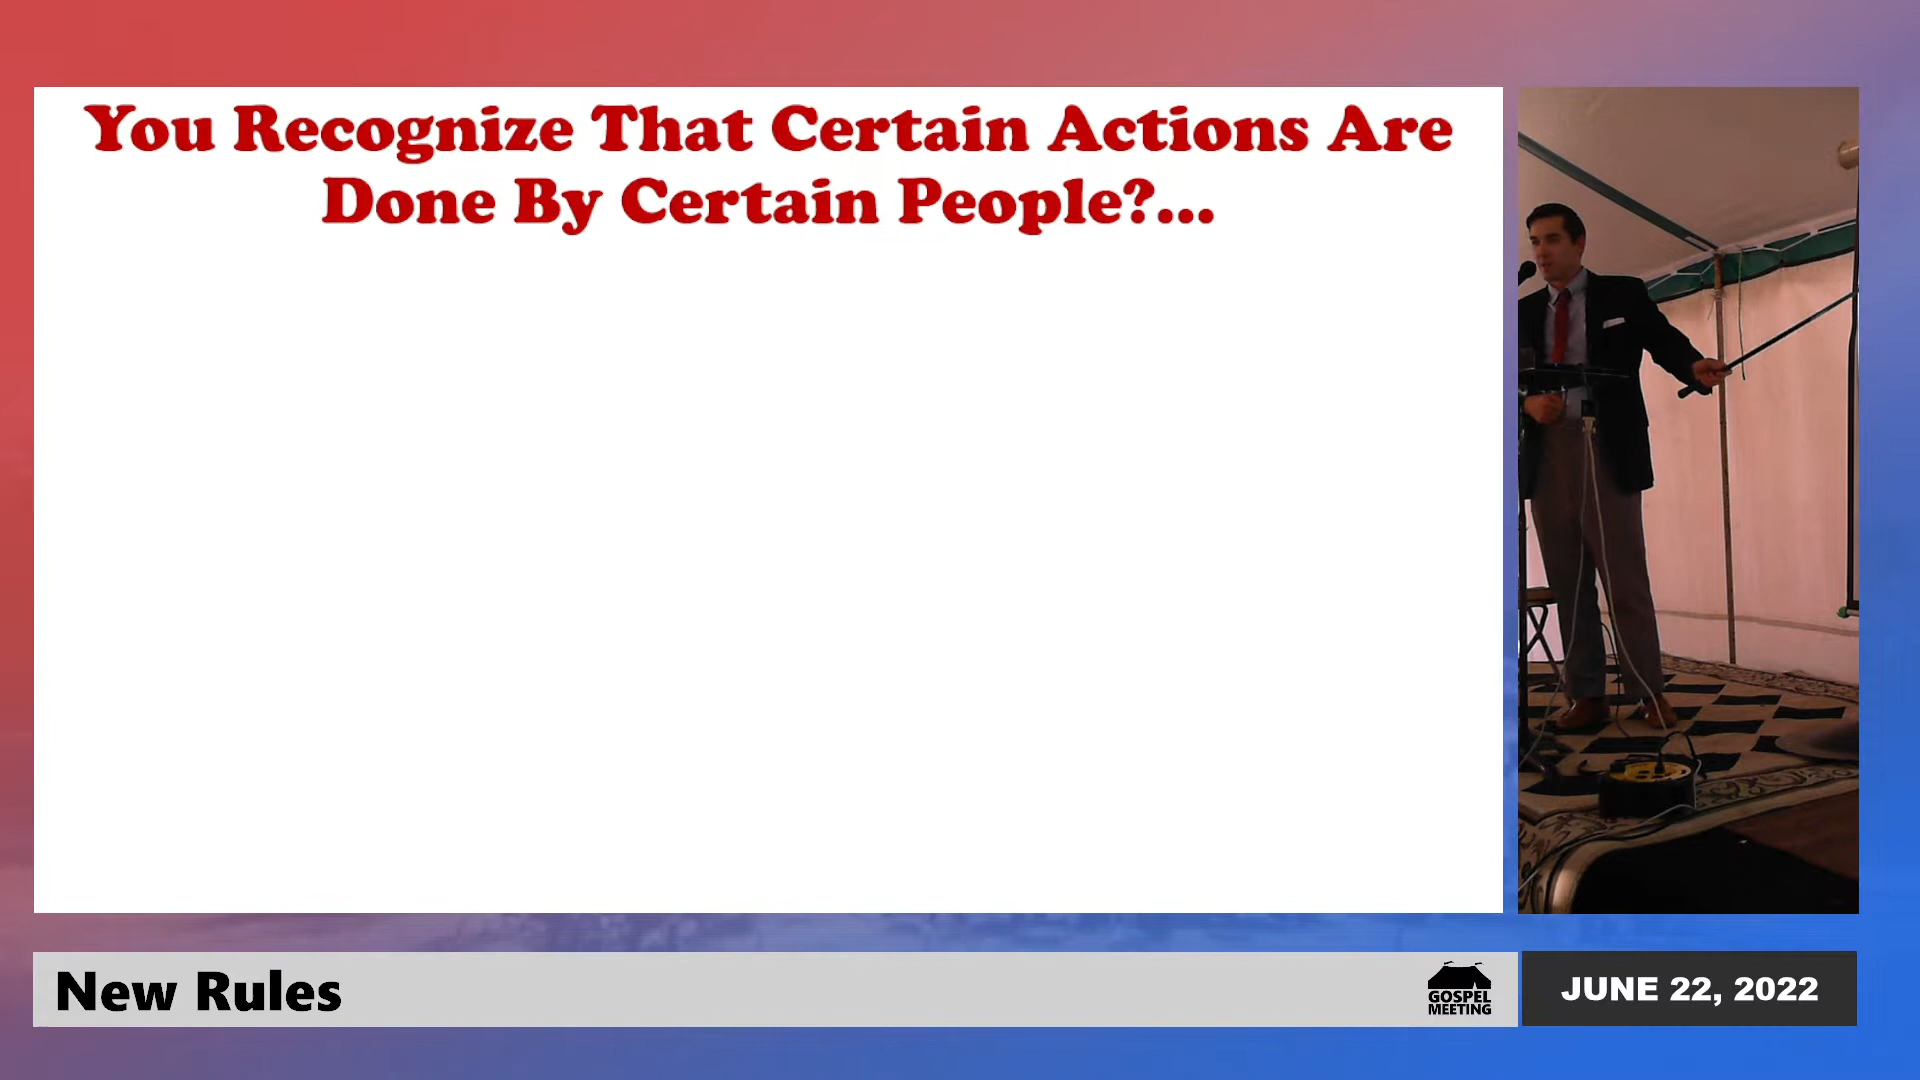 You Recognize That Certain Actions Are
Done By Certain People?...
New Rules
GOSPEL
MEETING
JUNE 22, 2022